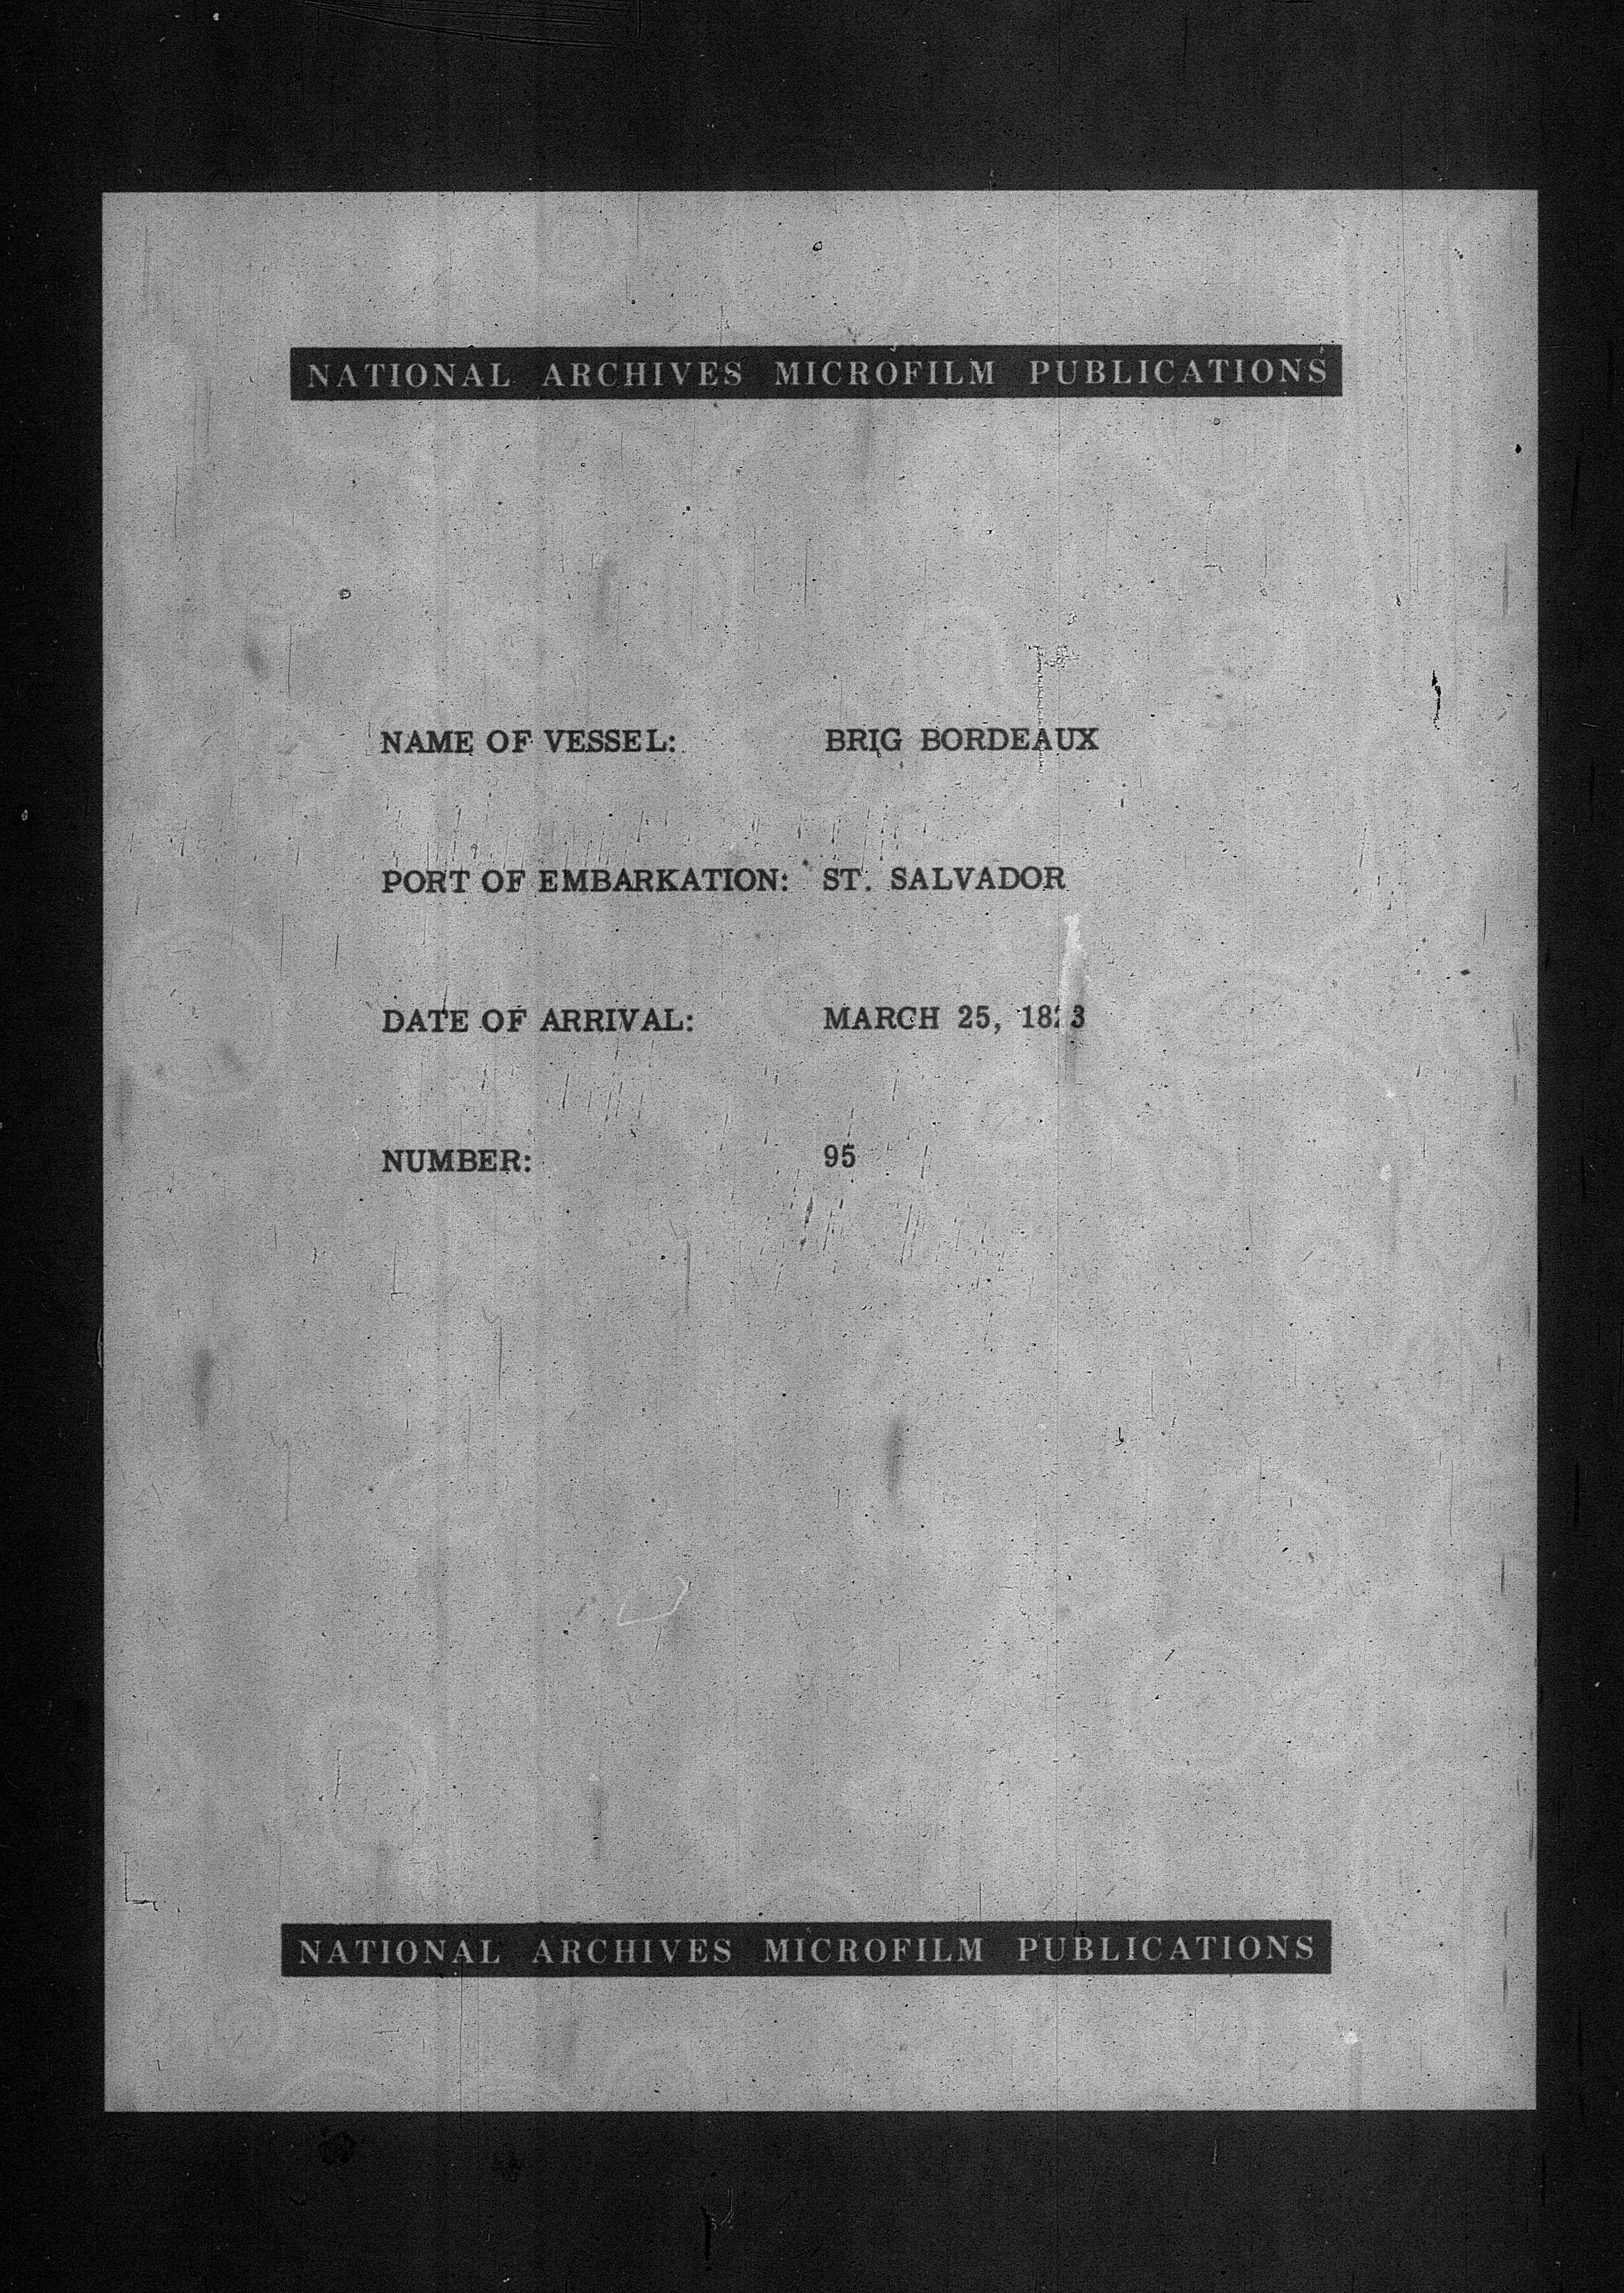 NATIONAL ARCHIVES MICROFILM PUBLICATIONS
NAME OF VESSEL: BRIG BORDEAUX
PORT OF EMBARKATION: ST. SALVADOR
DATE OF ARRIVAL: MARCH 25, 1823
NUMBER: 95
NATIONAL ARCHIVES MICROFILM PUBLICATIONS